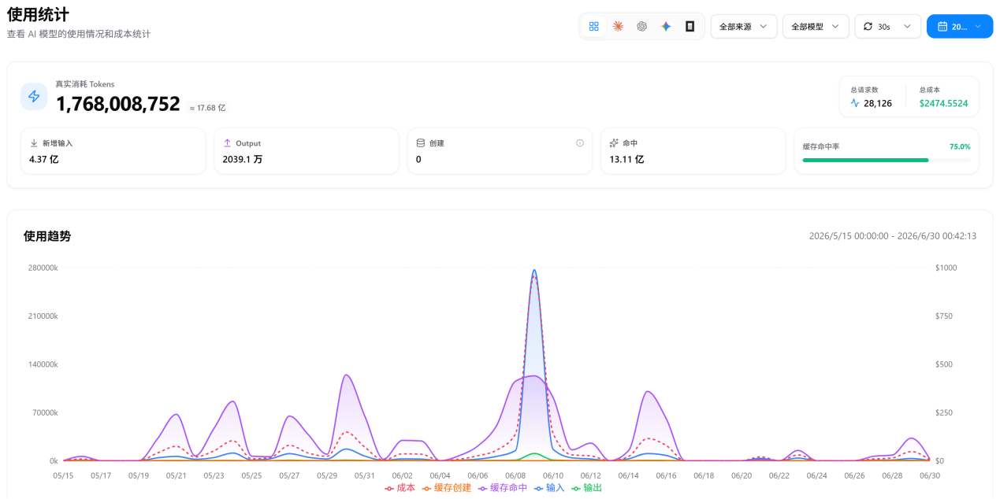 使用统计
查看 AI 模型的使用情况和成本统计
全部来源
全部模型
30s
20...
真实消耗 Tokens
1,768,008,752
≈ 17.68 亿
总请求数
28,126
总成本
$2474.5524
新增输入
4.37 亿
Output
2039.1 万
创建
0
命中
13.11 亿
缓存命中率
75.0%
使用趋势
2026/5/15 00:00:00 - 2026/6/30 00:42:13
280000k
210000k
140000k
70000k
0k
$1000
$750
$500
$250
$0
05/15 05/17 05/19 05/21 05/23 05/25 05/27 05/29 05/31 06/02 06/04 06/06 06/08 06/10 06/12 06/14 06/16 06/18 06/20 06/22 06/24 06/26 06/28 06/30
成本 缓存创建 缓存命中 输入 输出